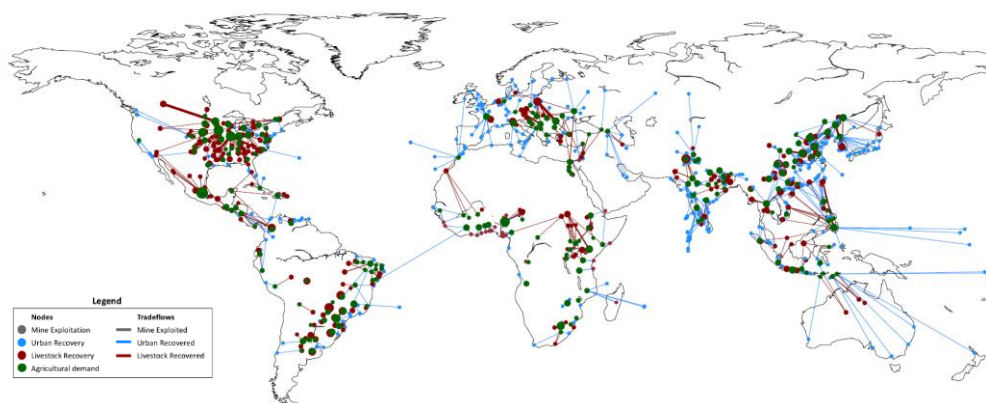 Legend
Nodes Tradeflows
Mine Exploitation Mine Exploited
Urban Recovery Urban Recovered
Livestock Recovery Livestock Recovered
Agricultural demand